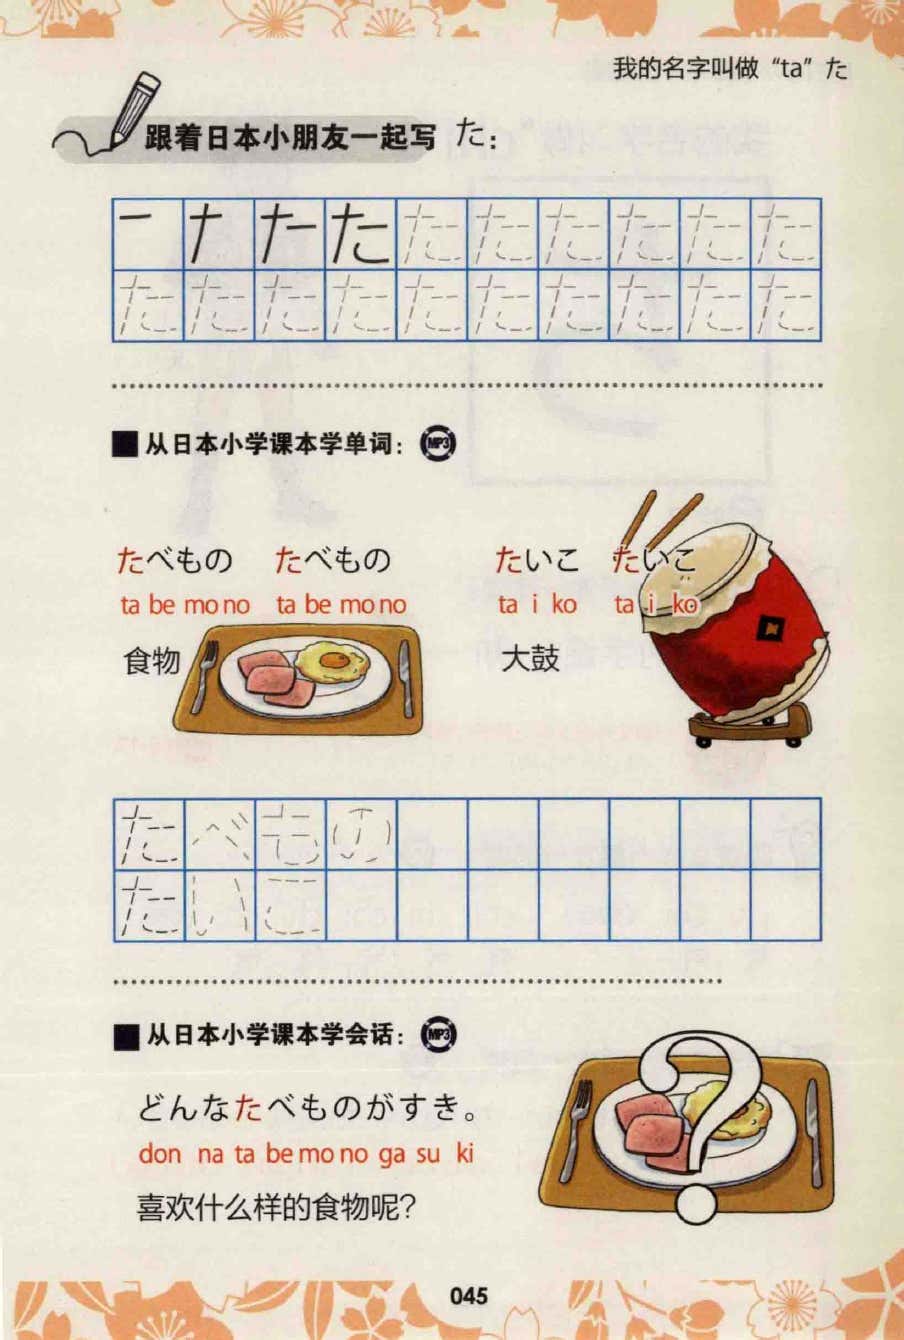 我的名字叫做“ta”た
跟着日本小朋友一起写 た:
一 ナ た た た た た た た た
た た た た た た た た た た
■ 从日本小学课本学单词: MP3
たべもの たべもの たいこ たいこ
ta be mo no ta be mo no ta i ko ta i ko
食物 大鼓
た べ も の
た い こ
■ 从日本小学课本学会话: MP3
どんなたべものがすき。
don na ta be mo no ga su ki
喜欢什么样的食物呢?
?
045